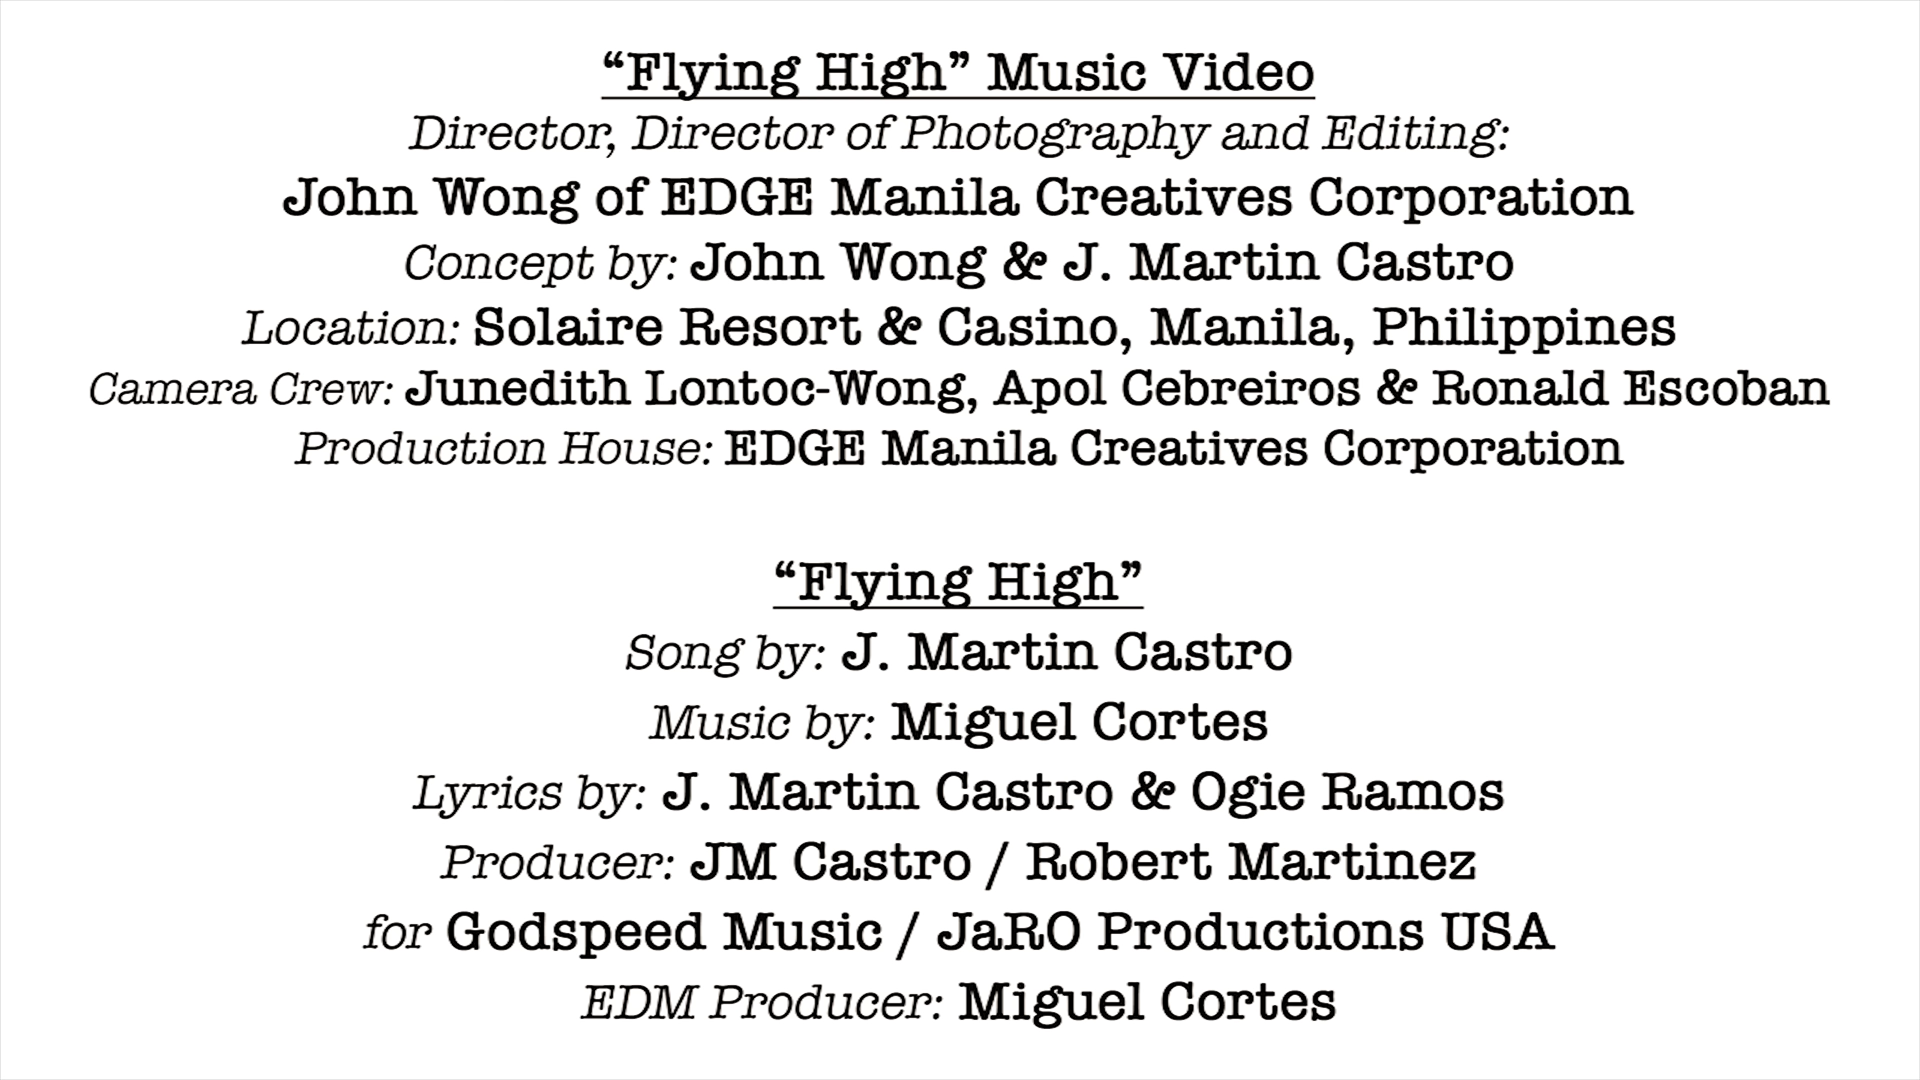 “Flying High” Music Video
Director, Director of Photography and Editing:
John Wong of EDGE Manila Creatives Corporation
Concept by: John Wong & J. Martin Castro
Location: Solaire Resort & Casino, Manila, Philippines
Camera Crew: Junedith Lontoc-Wong, Apol Cebreiros & Ronald Escoban
Production House: EDGE Manila Creatives Corporation
“Flying High”
Song by: J. Martin Castro
Music by: Miguel Cortes
Lyrics by: J. Martin Castro & Ogie Ramos
Producer: JM Castro / Robert Martinez
for Godspeed Music / JaRO Productions USA
EDM Producer: Miguel Cortes